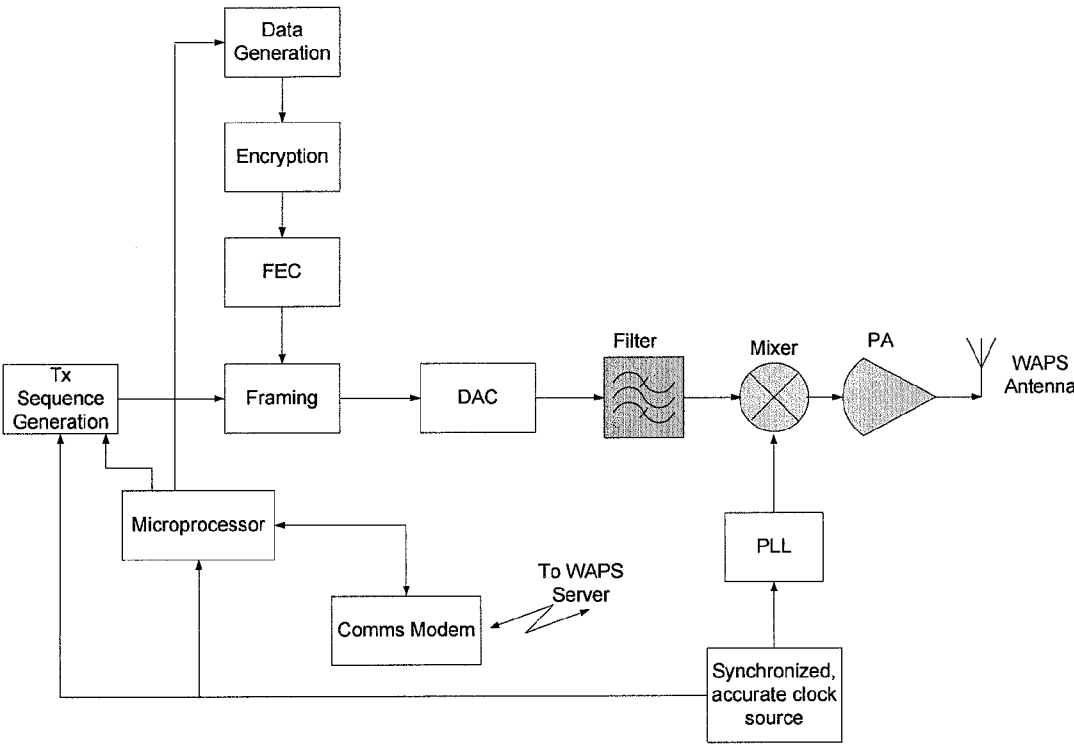 Data
Generation
Encryption
FEC
Filter
Mixer
PA
WAPS
Antenna
Tx
Sequence
Generation
Framing
DAC
Microprocessor
PLL
To WAPS
Server
Comms Modem
Synchronized,
accurate clock
source